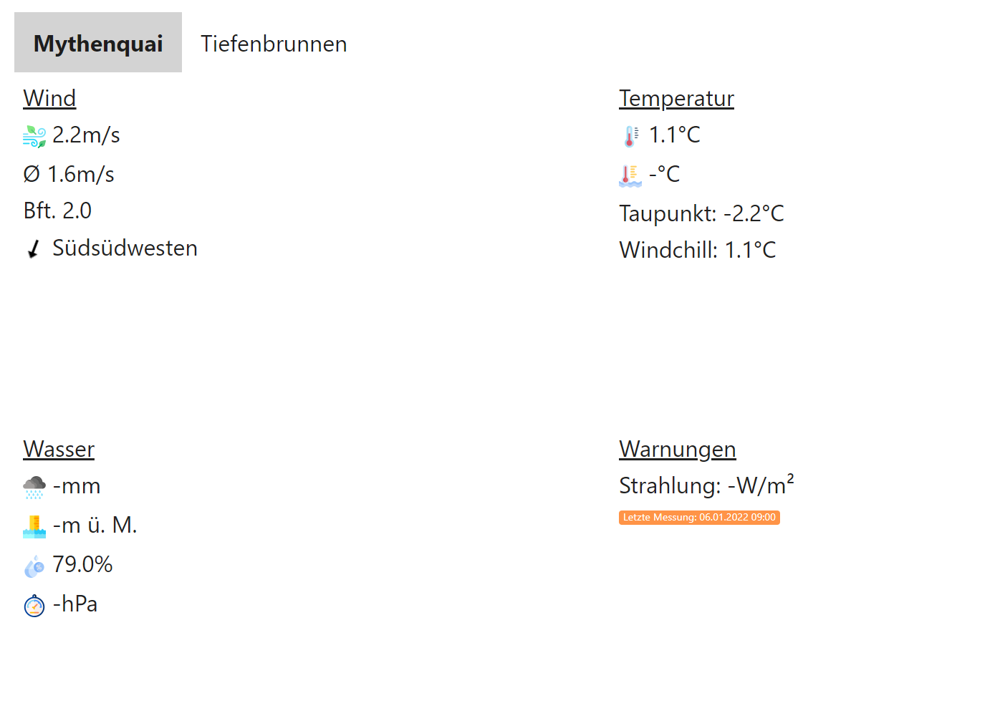 Mythenquai
Tiefenbrunnen
Wind
2.2m/s
Ø 1.6m/s
Bft. 2.0
Südsüdwesten
Temperatur
1.1°C
-°C
Taupunkt: -2.2°C
Windchill: 1.1°C
Wasser
-mm
-m ü. M.
79.0%
-hPa
Warnungen
Strahlung: -W/m²
Letzte Messung: 06.01.2022 09:00